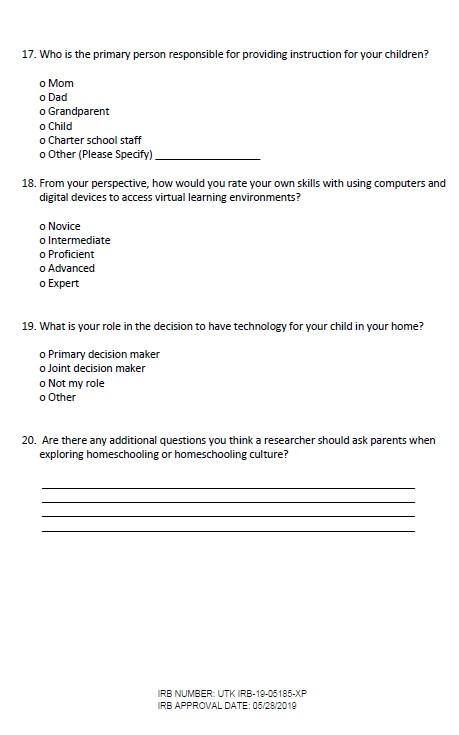 17. Who is the primary person responsible for providing instruction for your children?
o Mom
o Dad
o Grandparent
o Child
o Charter school staff
o Other (Please Specify) ____________________
18. From your perspective, how would you rate your own skills with using computers and
digital devices to access virtual learning environments?
o Novice
o Intermediate
o Proficient
o Advanced
o Expert
19. What is your role in the decision to have technology for your child in your home?
o Primary decision maker
o Joint decision maker
o Not my role
o Other
20. Are there any additional questions you think a researcher should ask parents when
exploring homeschooling or homeschooling culture?
IRB NUMBER: UTK IRB-19-05185-XP
IRB APPROVAL DATE: 05/28/2019